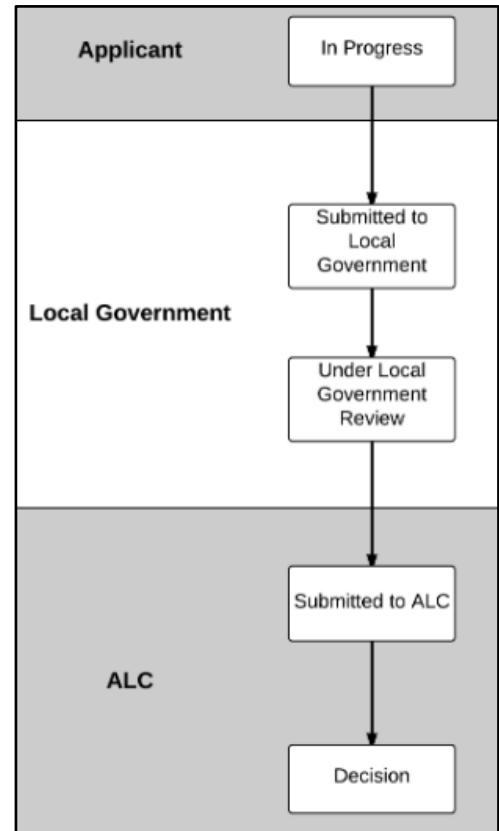 Applicant
In Progress
Submitted to
Local
Government
Local Government
Under Local
Government
Review
Submitted to ALC
ALC
Decision